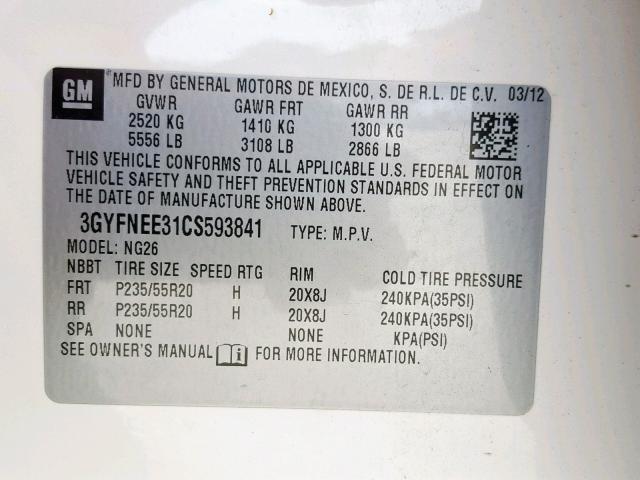 GM
MFD BY GENERAL MOTORS DE MEXICO, S. DE R.L. DE C.V. 03/12
GVWR GAWR FRT GAWR RR
2520 KG 1410 KG 1300 KG
5556 LB 3108 LB 2866 LB
THIS VEHICLE CONFORMS TO ALL APPLICABLE U.S. FEDERAL MOTOR
VEHICLE SAFETY AND THEFT PREVENTION STANDARDS IN EFFECT ON
THE DATE OF MANUFACTURE SHOWN ABOVE.
3GYFNEE31CS593841 TYPE: M.P.V.
MODEL: NG26
NBBT TIRE SIZE SPEED RTG RIM COLD TIRE PRESSURE
FRT P235/55R20 H 20X8J 240KPA(35PSI)
RR P235/55R20 H 20X8J 240KPA(35PSI)
SPA NONE NONE KPA(PSI)
SEE OWNER'S MANUAL FOR MORE INFORMATION.